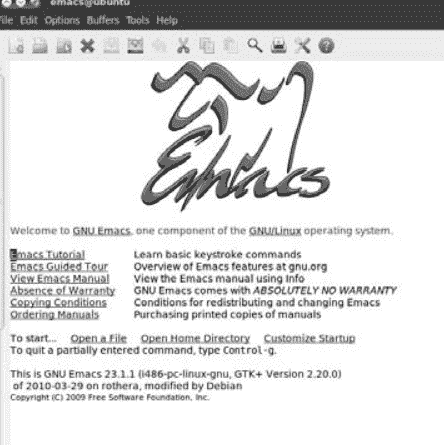 emacs@ubuntu
File Edit Options Buffers Tools Help
Emacs
Welcome to GNU Emacs, one component of the GNU/Linux operating system.
Emacs Tutorial Learn basic keystroke commands
Emacs Guided Tour Overview of Emacs features at gnu.org
View Emacs Manual View the Emacs manual using Info
Absence of Warranty GNU Emacs comes with ABSOLUTELY NO WARRANTY
Copying Conditions Conditions for redistributing and changing Emacs
Ordering Manuals Purchasing printed copies of manuals
To start... Open a File Open Home Directory Customize Startup
To quit a partially entered command, type Control-g.
This is GNU Emacs 23.1.1 (i486-pc-linux-gnu, GTK+ Version 2.20.0)
of 2010-03-29 on rothera, modified by Debian
Copyright (C) 2009 Free Software Foundation, Inc.